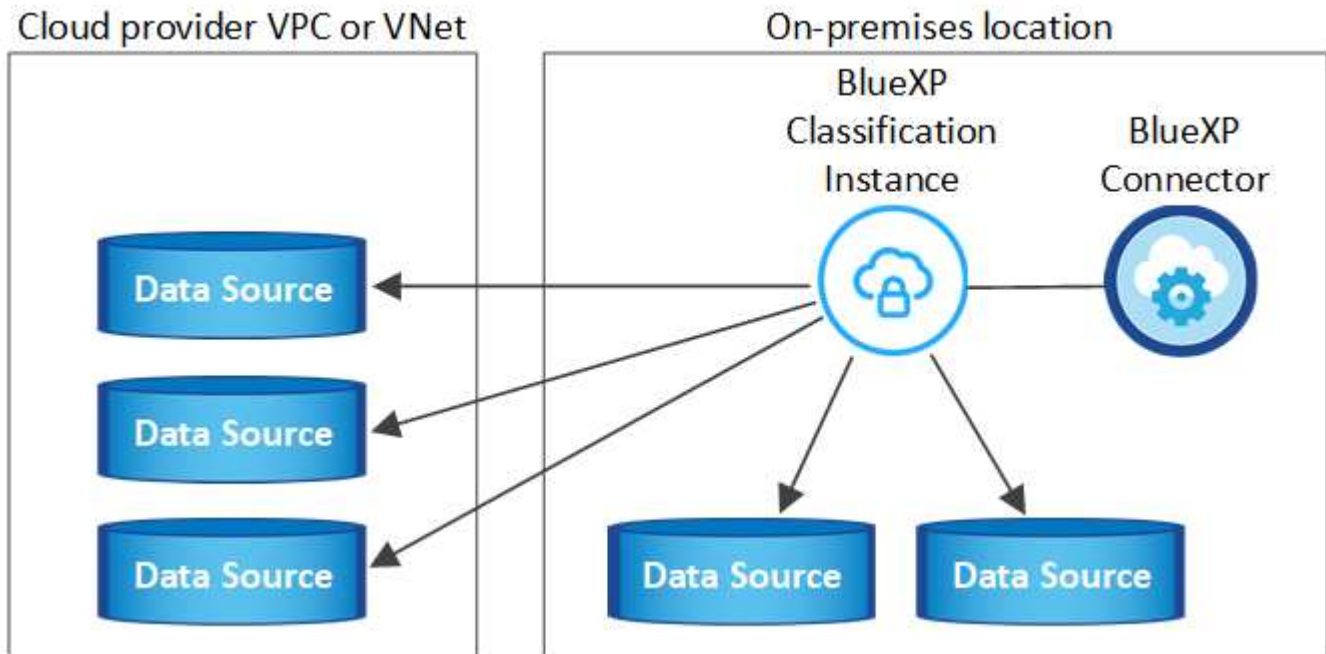 Cloud provider VPC or VNet
Data Source
Data Source
Data Source
On-premises location
BlueXP
Classification
Instance
BlueXP
Connector
Data Source
Data Source